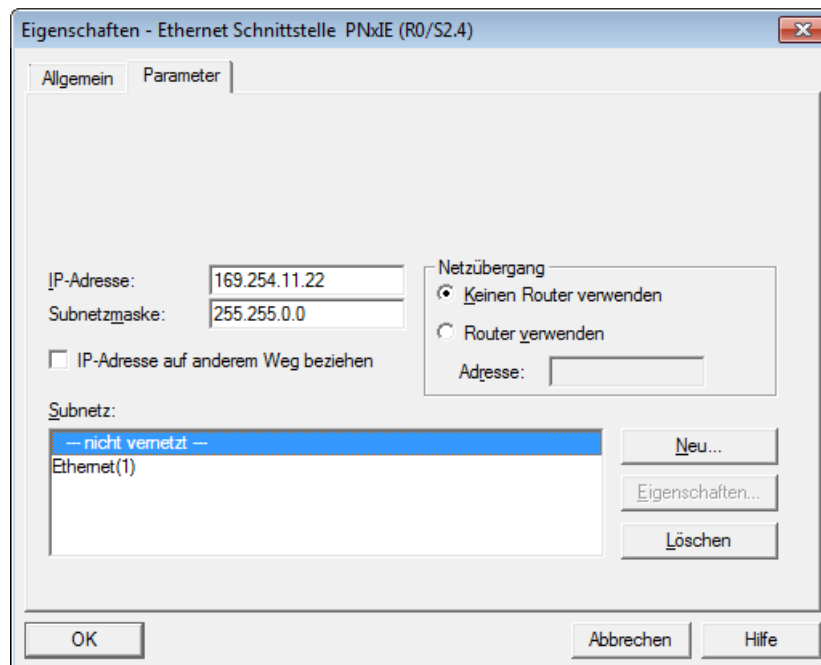 Eigenschaften - Ethernet Schnittstelle PNxIE (R0/S2.4)
Allgemein
Parameter
IP-Adresse:
169.254.11.22
Subnetzmaske:
255.255.0.0
IP-Adresse auf anderem Weg beziehen
Netzübergang
Keinen Router verwenden
Router verwenden
Adresse:
Subnetz:
--- nicht vernetzt ---
Ethernet(1)
Neu...
Eigenschaften...
Löschen
OK
Abbrechen
Hilfe